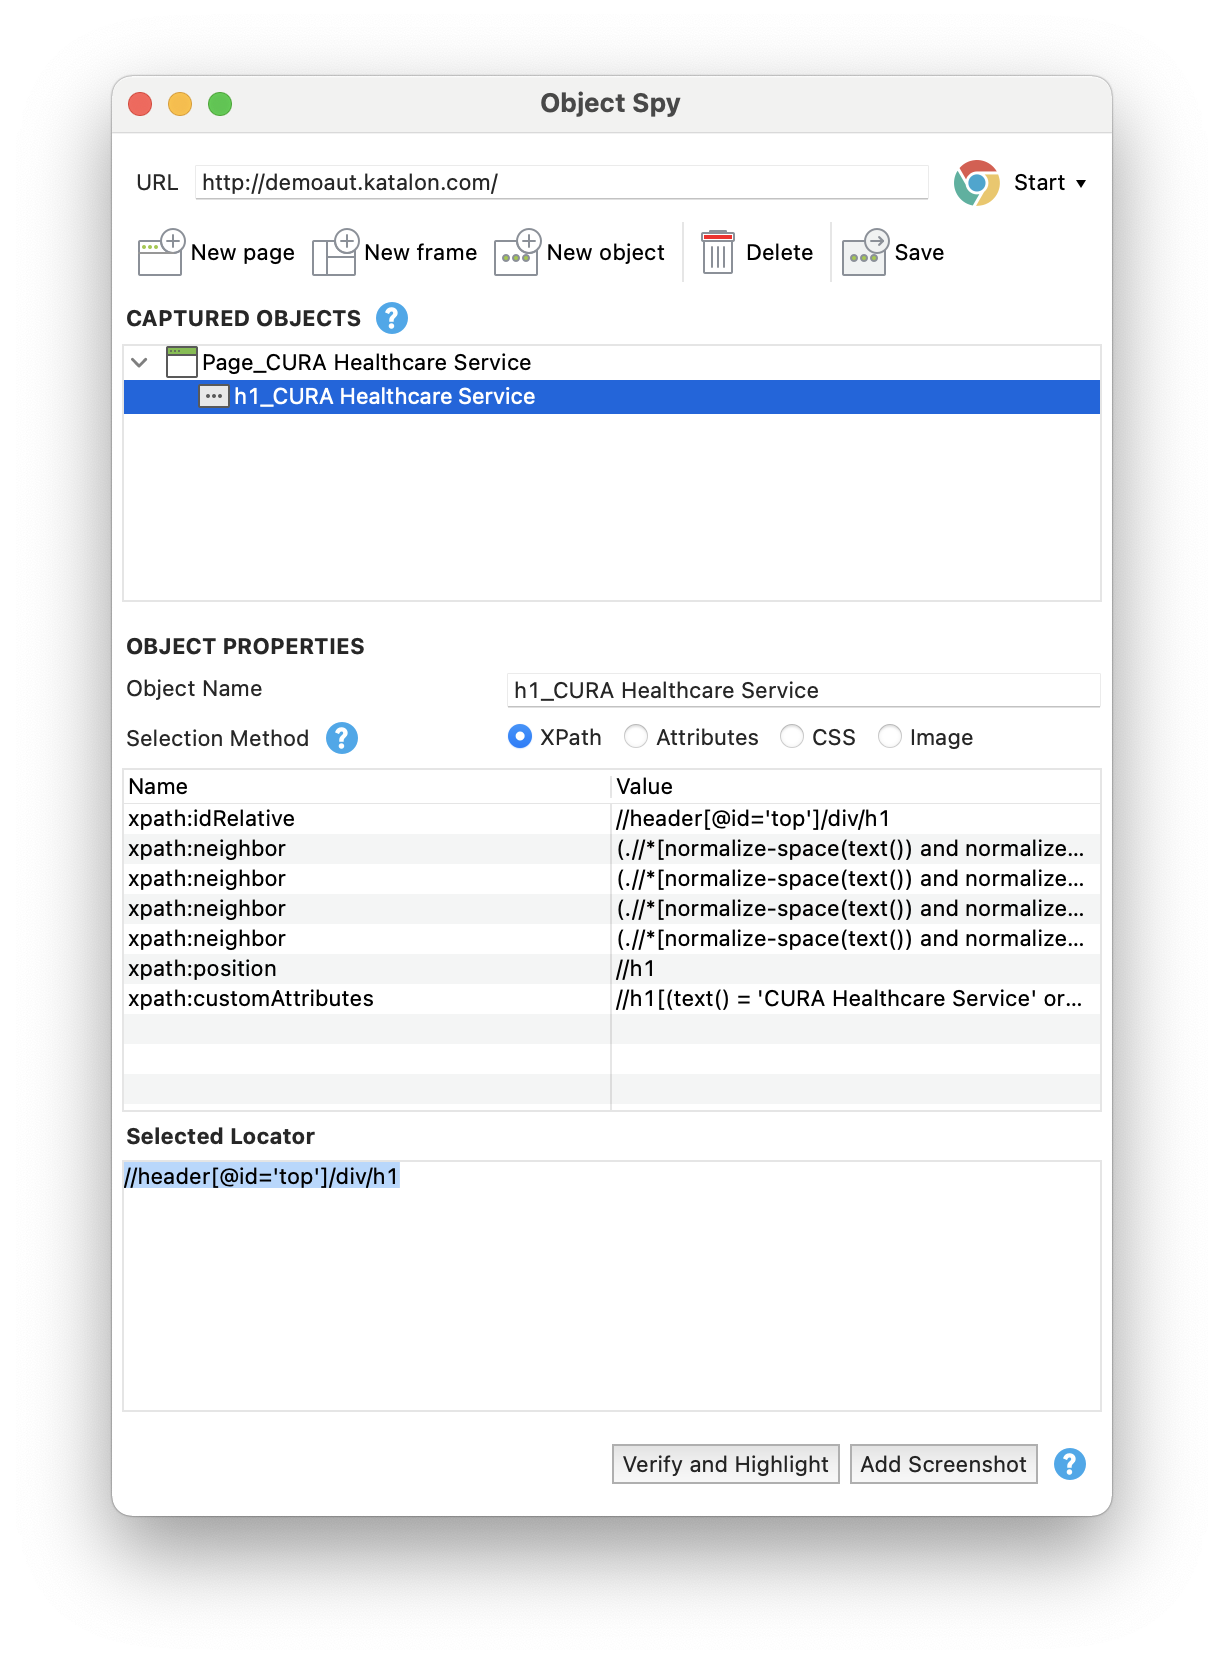 Object Spy
URL http://demoaut.katalon.com/ Start
New page New frame New object Delete Save
CAPTURED OBJECTS ?
Page_CURA Healthcare Service
h1_CURA Healthcare Service
OBJECT PROPERTIES
Object Name h1_CURA Healthcare Service
Selection Method ? XPath Attributes CSS Image
Name Value
xpath:idRelative //header[@id='top']/div/h1
xpath:neighbor (.//*[normalize-space(text()) and normalize...
xpath:neighbor (.//*[normalize-space(text()) and normalize...
xpath:neighbor (.//*[normalize-space(text()) and normalize...
xpath:neighbor (.//*[normalize-space(text()) and normalize...
xpath:position //h1
xpath:customAttributes //h1[(text() = 'CURA Healthcare Service' or...
Selected Locator
//header[@id='top']/div/h1
Verify and Highlight Add Screenshot ?